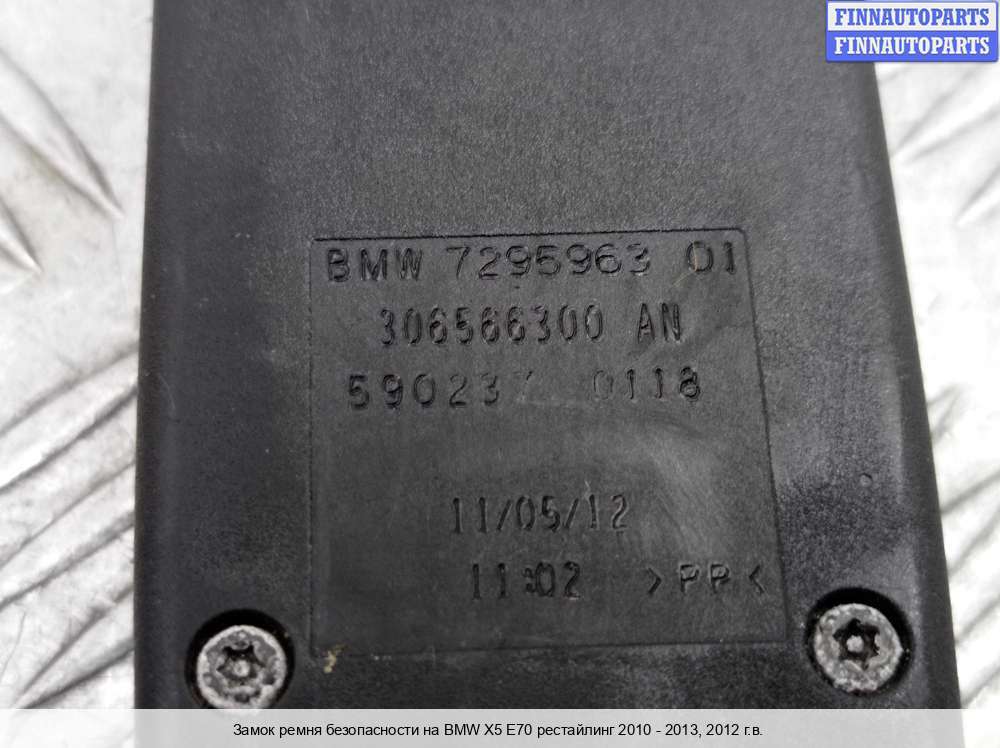 FINNAUTOPARTS
FINNAUTOPARTS
BMW 7295963 01
306566300 AN
0118
11/05/12
11:02 >PP<
Замок ремня безопасности на BMW X5 E70 рестайлинг 2010 - 2013, 2012 г.в.